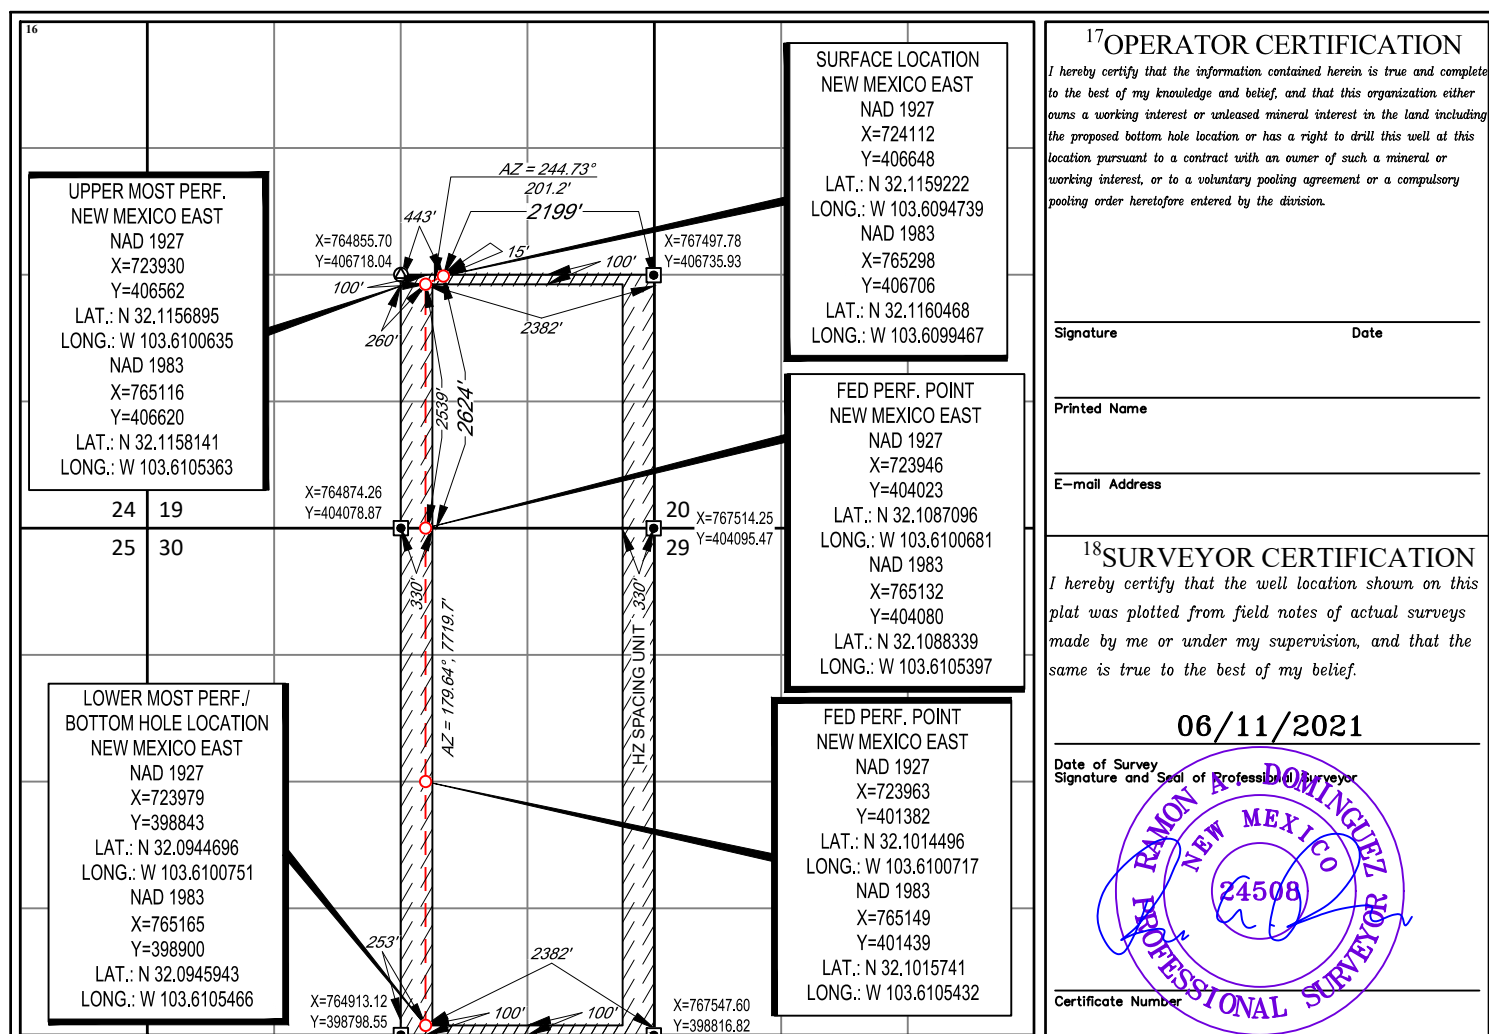 16
UPPER MOST PERF.
NEW MEXICO EAST
NAD 1927
X=723930
Y=406562
LAT.: N 32.1156895
LONG.: W 103.6100635
NAD 1983
X=765116
Y=406620
LAT.: N 32.1158141
LONG.: W 103.6105363
SURFACE LOCATION
NEW MEXICO EAST
NAD 1927
X=724112
Y=406648
LAT.: N 32.1159222
LONG.: W 103.6094739
NAD 1983
X=765298
Y=406706
LAT.: N 32.1160468
LONG.: W 103.6099467
AZ = 244.73°
201.2'
2199'
443'
15'
100'
X=764855.70
Y=406718.04
X=767497.78
Y=406735.93
100'
260'
2382'
2539'
2624'
FED PERF. POINT
NEW MEXICO EAST
NAD 1927
X=723946
Y=404023
LAT.: N 32.1087096
LONG.: W 103.6100681
NAD 1983
X=765132
Y=404080
LAT.: N 32.1088339
LONG.: W 103.6105397
X=764874.26
Y=404078.87
24 19
25 30
20
29
X=767514.25
Y=404095.47
330'
330'
AZ = 179.64°, 7719.7'
HZ SPACING UNIT
LOWER MOST PERF./
BOTTOM HOLE LOCATION
NEW MEXICO EAST
NAD 1927
X=723979
Y=398843
LAT.: N 32.0944696
LONG.: W 103.6100751
NAD 1983
X=765165
Y=398900
LAT.: N 32.0945943
LONG.: W 103.6105466
FED PERF. POINT
NEW MEXICO EAST
NAD 1927
X=723963
Y=401382
LAT.: N 32.1014496
LONG.: W 103.6100717
NAD 1983
X=765149
Y=401439
LAT.: N 32.1015741
LONG.: W 103.6105432
253'
2382'
100'
100'
X=764913.12
Y=398798.55
X=767547.60
Y=398816.82
17OPERATOR CERTIFICATION
I hereby certify that the information contained herein is true and complete
to the best of my knowledge and belief, and that this organization either
owns a working interest or unleased mineral interest in the land including
the proposed bottom hole location or has a right to drill this well at this
location pursuant to a contract with an owner of such a mineral or
working interest, or to a voluntary pooling agreement or a compulsory
pooling order heretofore entered by the division.
Signature Date
Printed Name
E-mail Address
18SURVEYOR CERTIFICATION
I hereby certify that the well location shown on this
plat was plotted from field notes of actual surveys
made by me or under my supervision, and that the
same is true to the best of my belief.
06/11/2021
Date of Survey
Signature and Seal of Professional Surveyor
RAMON A. DOMINGUEZ
NEW MEXICO
24508
PROFESSIONAL SURVEYOR
Certificate Number